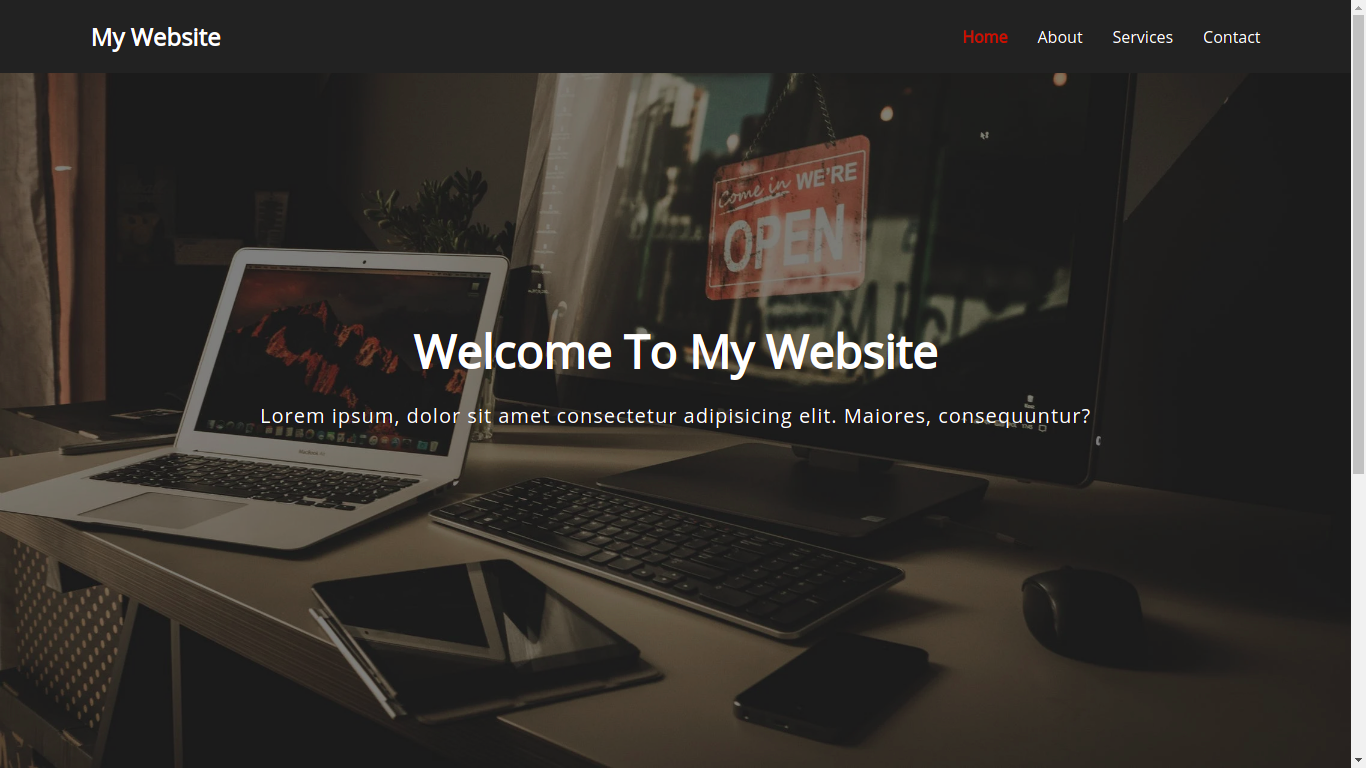 My Website
Home About Services Contact
Come in WE'RE
OPEN
Welcome To My Website
Lorem ipsum, dolor sit amet consectetur adipisicing elit. Maiores, consequuntur?